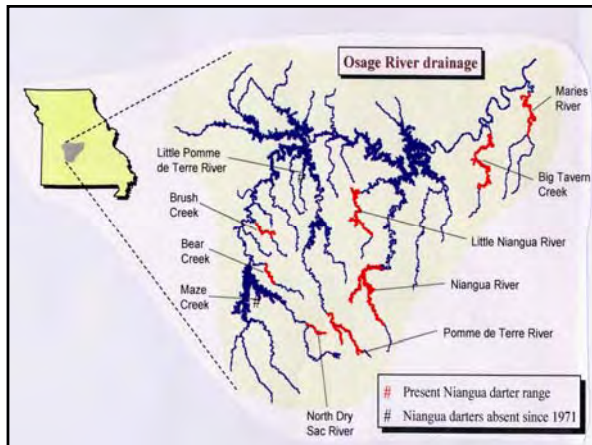 Osage River drainage
Maries
River
Little Pomme
de Terre River
Big Tavern
Creek
Brush
Creek
Little Niangua River
Bear
Creek
Niangua River
Maze
Creek
Pomme de Terre River
North Dry
Sac River
# Present Niangua darter range
# Niangua darters absent since 1971